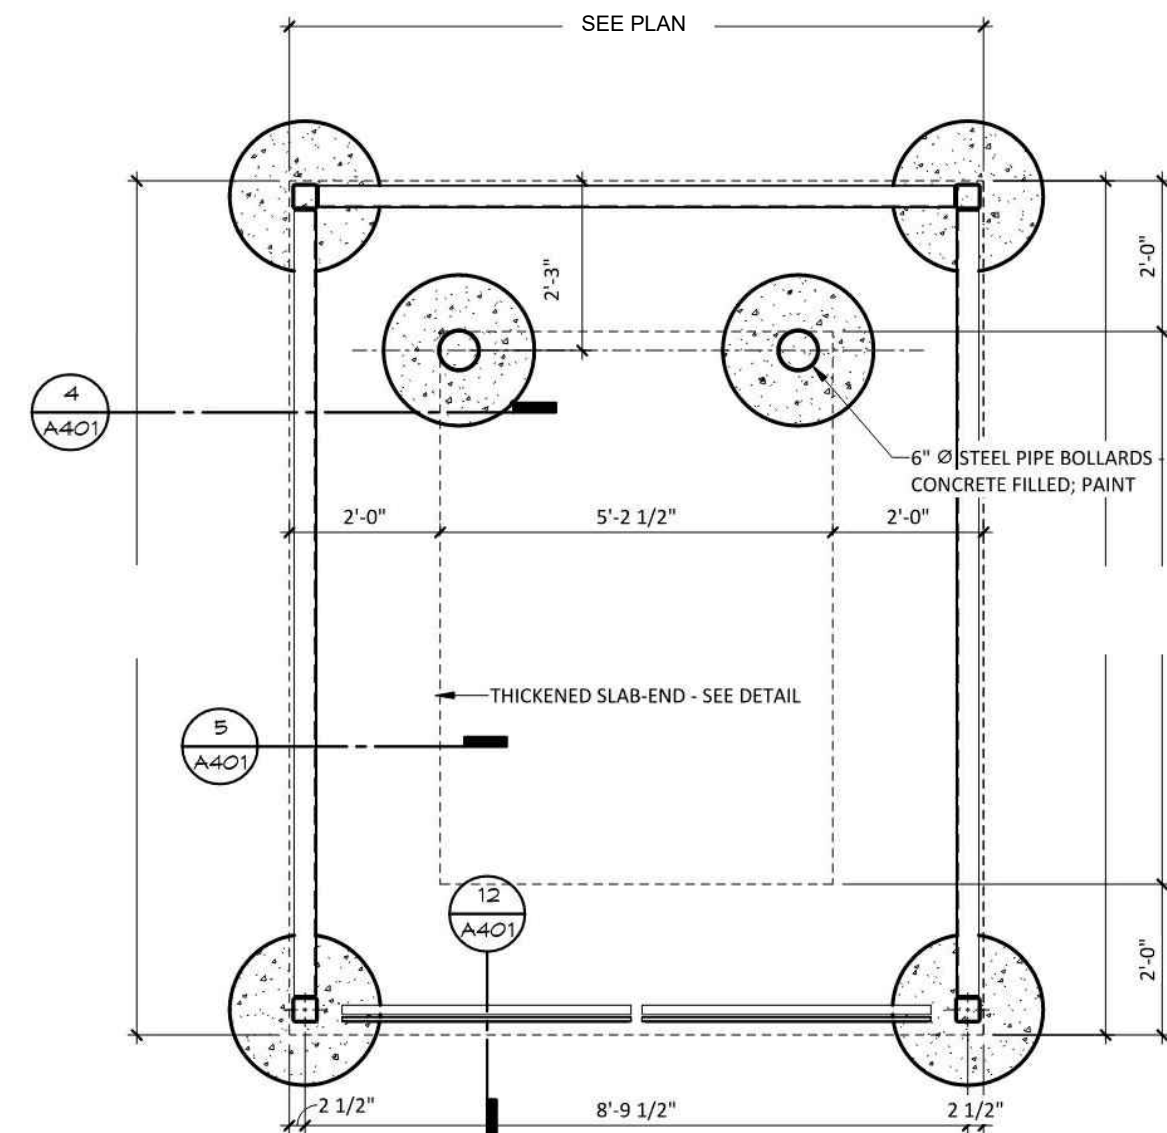 SEE PLAN
2'-3"
2'-0"
4
A401
6" Ø STEEL PIPE BOLLARDS -
CONCRETE FILLED; PAINT
2'-0"
5'-2 1/2"
2'-0"
THICKENED SLAB-END - SEE DETAIL
5
A401
12
A401
2'-0"
2 1/2"
8'-9 1/2"
2 1/2"